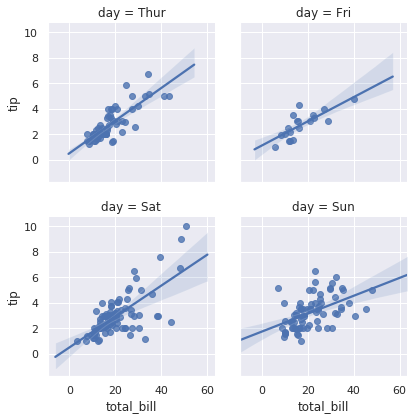 day = Thur
day = Fri
10
8
6
4
2
0
tip
day = Sat
day = Sun
10
8
6
4
2
0
tip
0 20 40 60
0 20 40 60
total_bill
total_bill